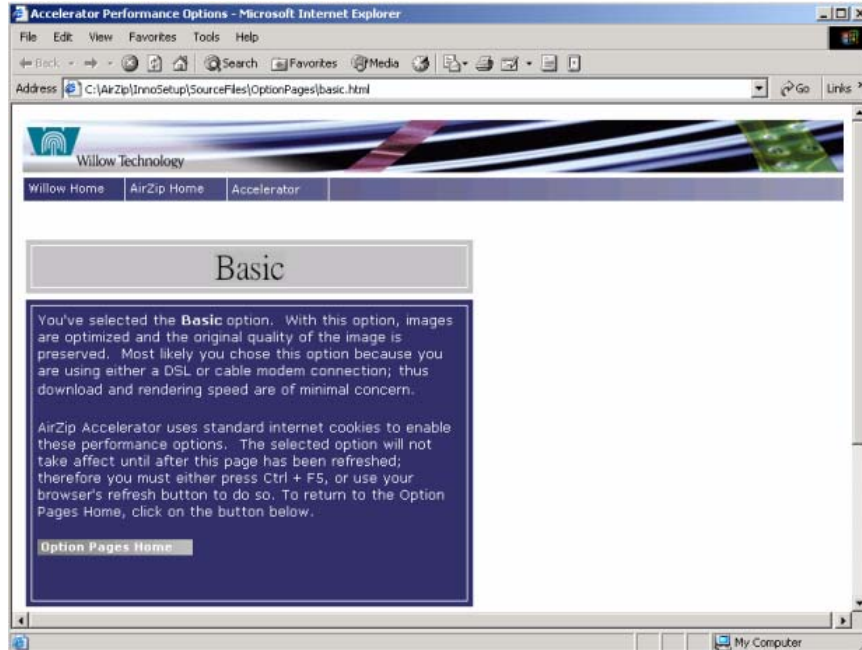 Accelerator Performance Options - Microsoft Internet Explorer
File Edit View Favorites Tools Help
Back Search Favorites Media
Address C:\AirZip\InnoSetup\SourceFiles\OptionPages\basic.html Go Links »
Willow Technology
Willow Home AirZip Home Accelerator
Basic
You've selected the Basic option. With this option, images
are optimized and the original quality of the image is
preserved. Most likely you chose this option because you
are using either a DSL or cable modem connection; thus
download and rendering speed are of minimal concern.
AirZip Accelerator uses standard internet cookies to enable
these performance options. The selected option will not
take affect until after this page has been refreshed;
therefore you must either press Ctrl + F5, or use your
browser's refresh button to do so. To return to the Option
Pages Home, click on the button below.
Option Pages Home
My Computer